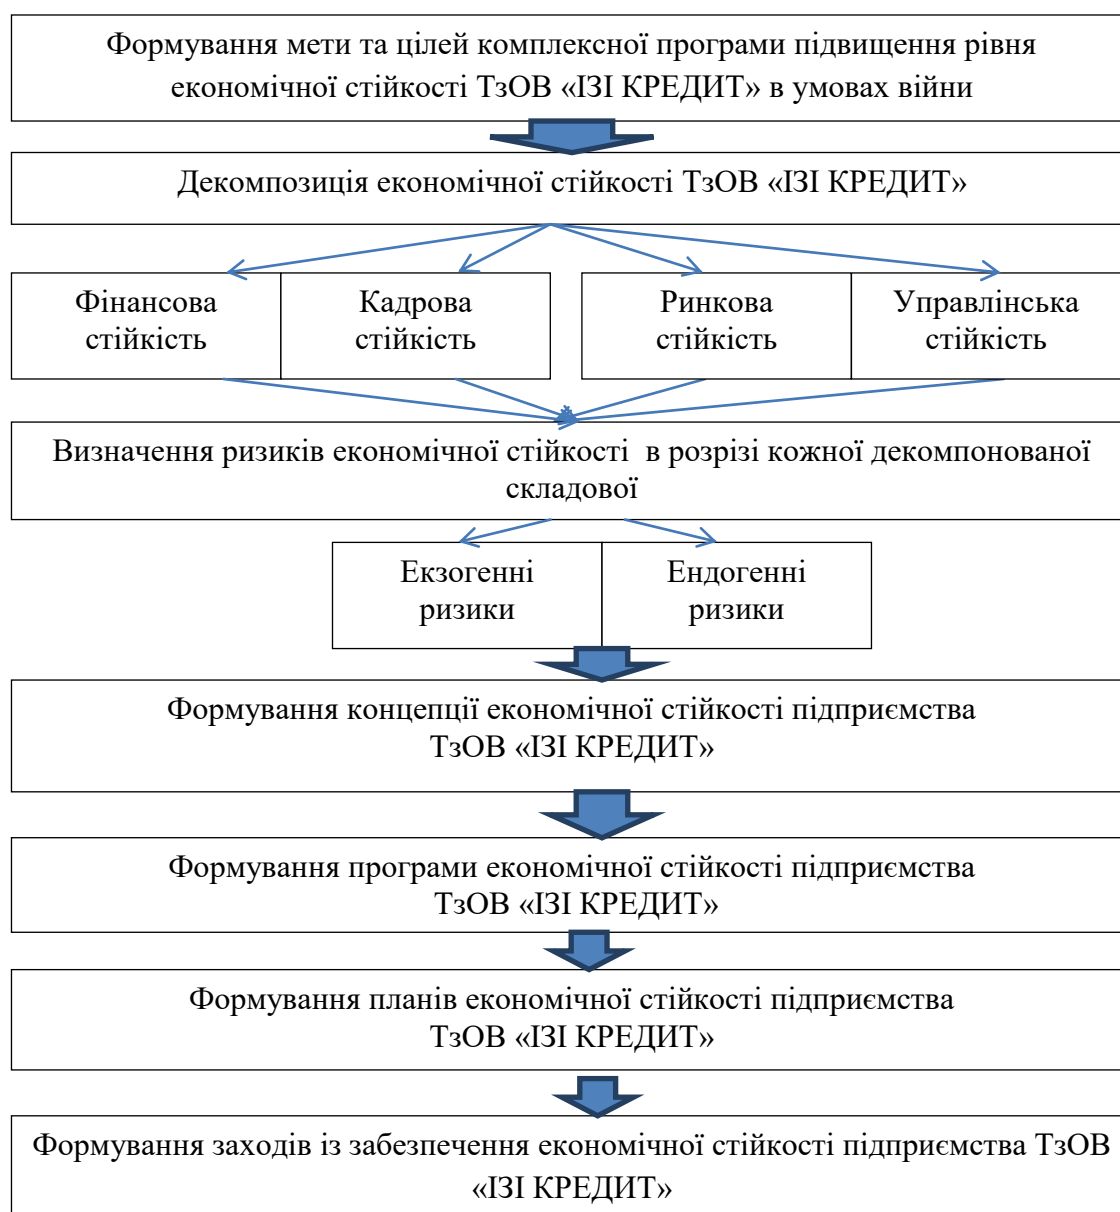 Формування мети та цілей комплексної програми підвищення рівня
економічної стійкості ТзОВ «ІЗІ КРЕДИТ» в умовах війни
Декомпозиція економічної стійкості ТзОВ «ІЗІ КРЕДИТ»
Фінансова
стійкість
Кадрова
стійкість
Ринкова
стійкість
Управлінська
стійкість
Визначення ризиків економічної стійкості в розрізі кожної декомпонованої
складової
Екзогенні
ризики
Ендогенні
ризики
Формування концепції економічної стійкості підприємства
ТзОВ «ІЗІ КРЕДИТ»
Формування програми економічної стійкості підприємства
ТзОВ «ІЗІ КРЕДИТ»
Формування планів економічної стійкості підприємства
ТзОВ «ІЗІ КРЕДИТ»
Формування заходів із забезпечення економічної стійкості підприємства ТзОВ
«ІЗІ КРЕДИТ»